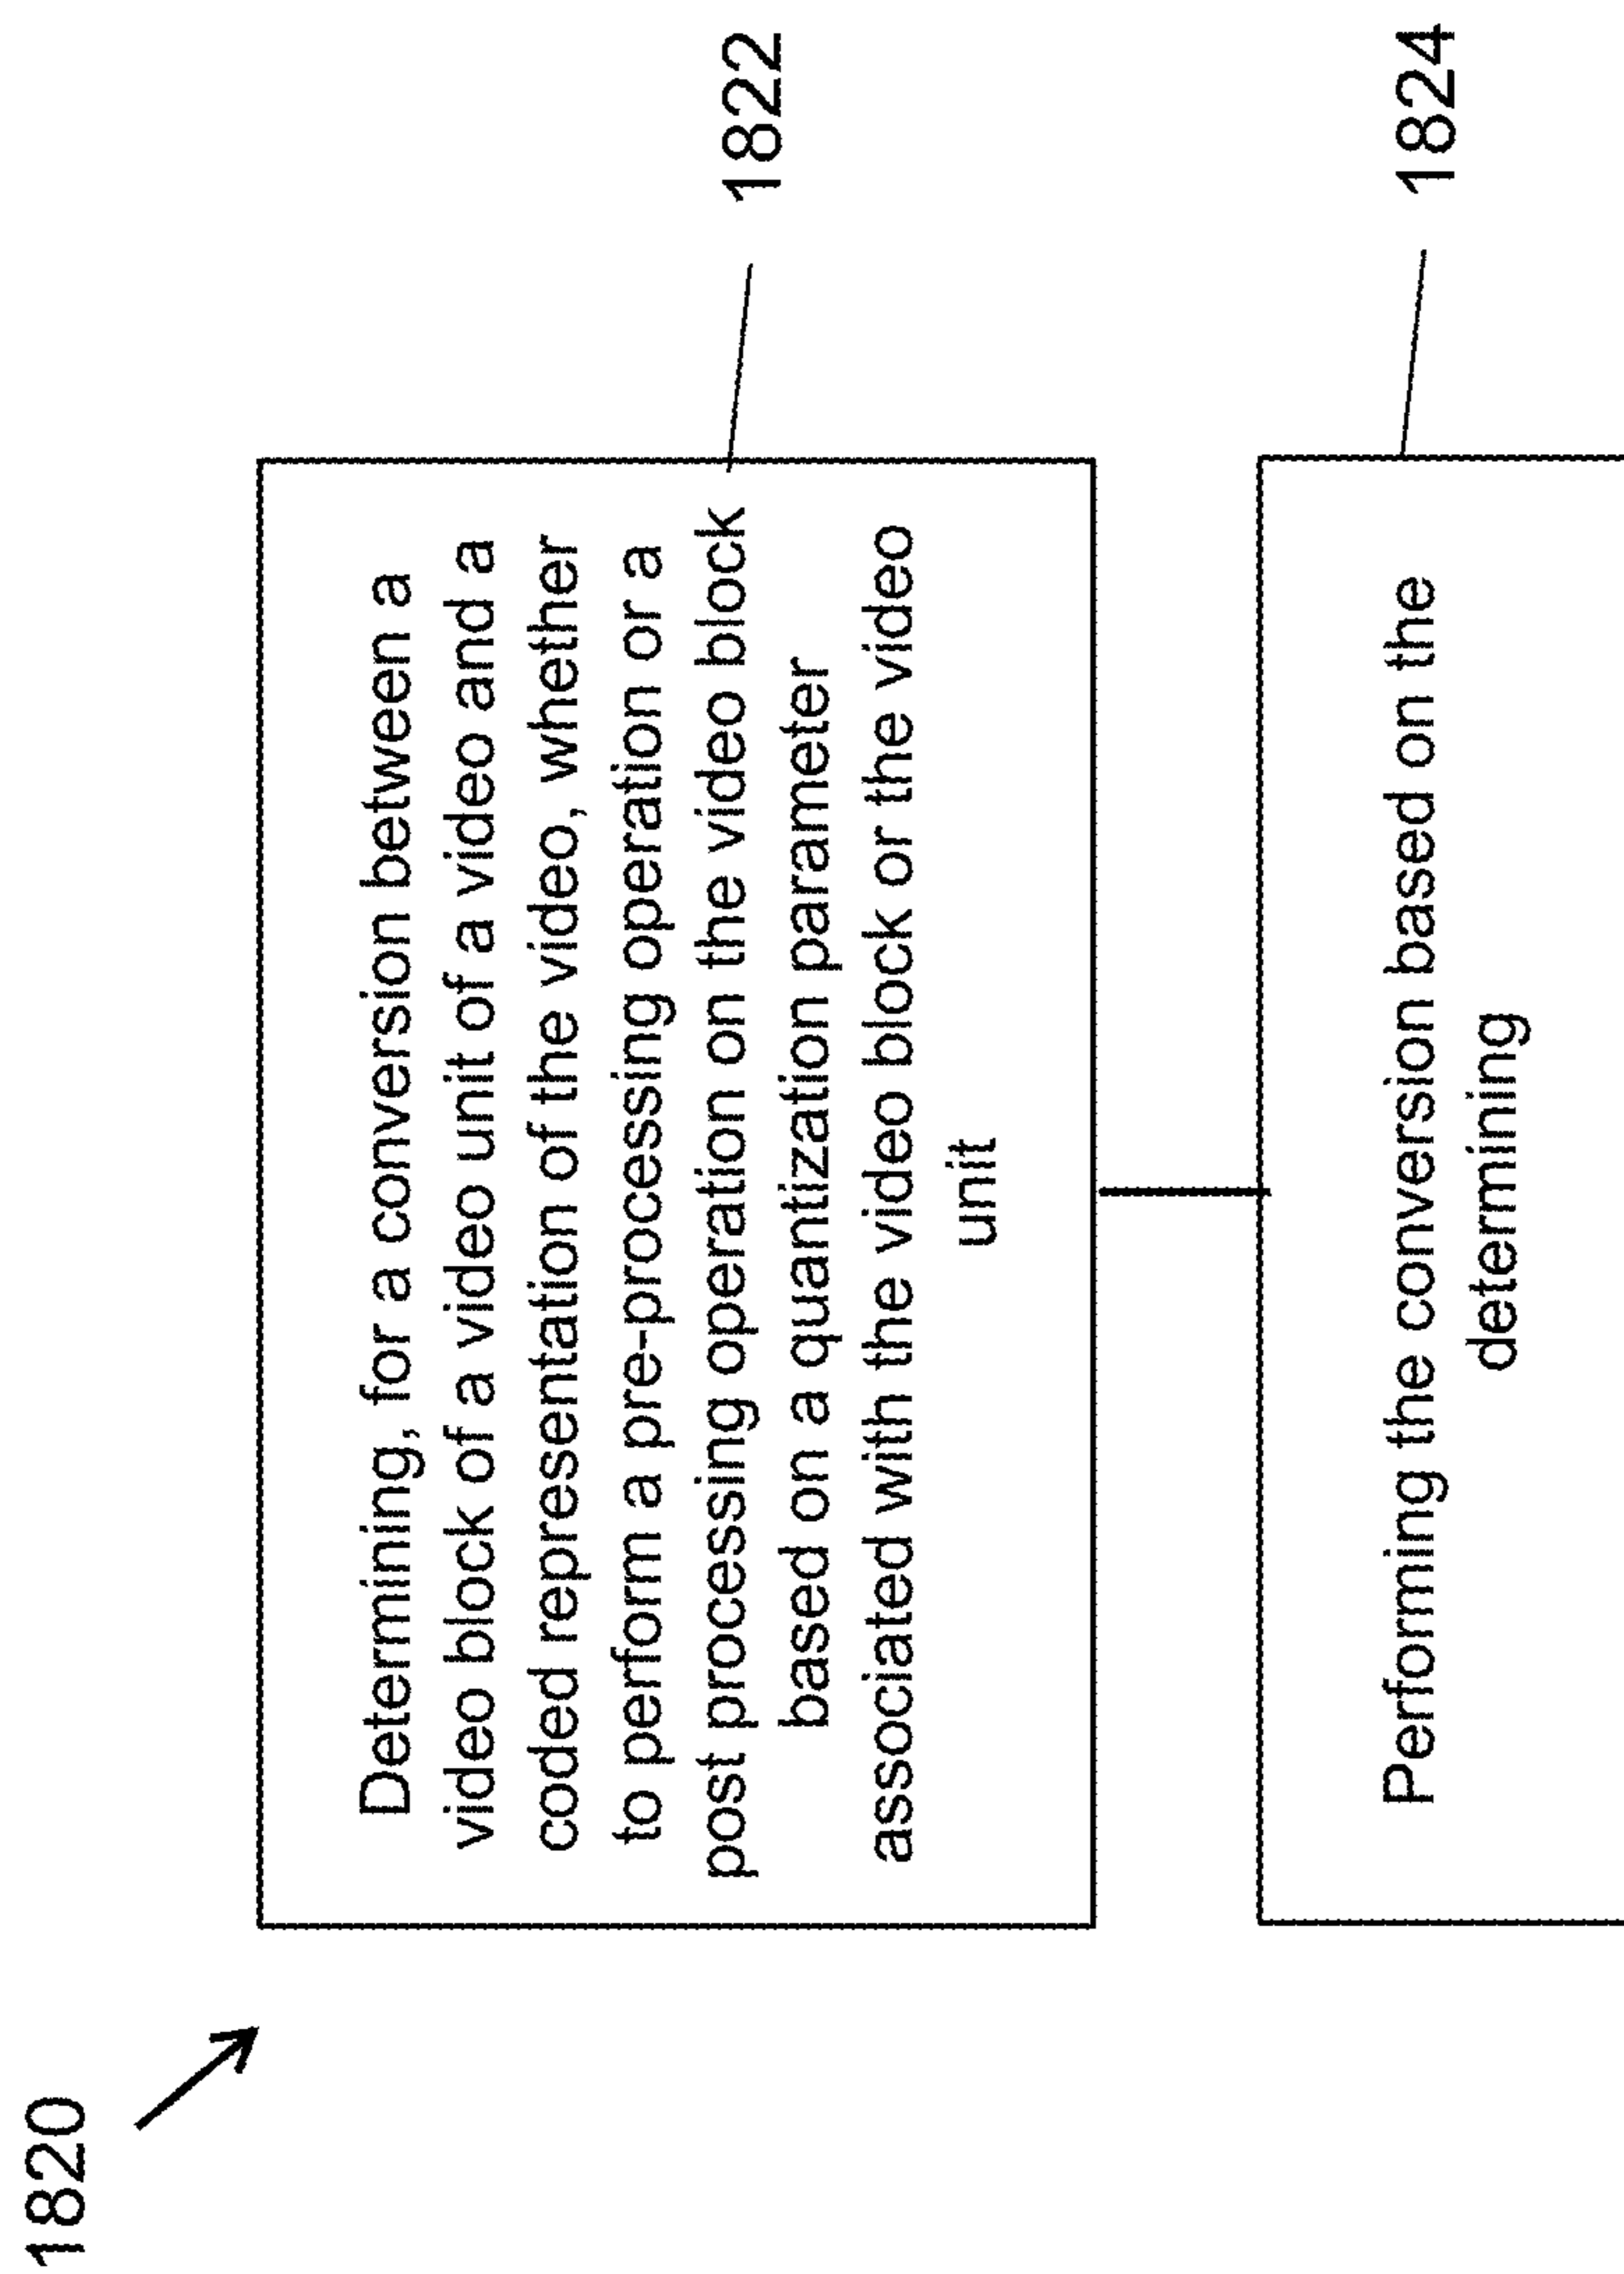 1820
Determining, for a conversion between a
video block of a video unit of a video and a
coded representation of the video, whether
to perform a pre-processing operation or a
post processing operation on the video block
based on a quantization parameter
associated with the video block or the video
unit
1822
Performing the conversion based on the
determining
1824